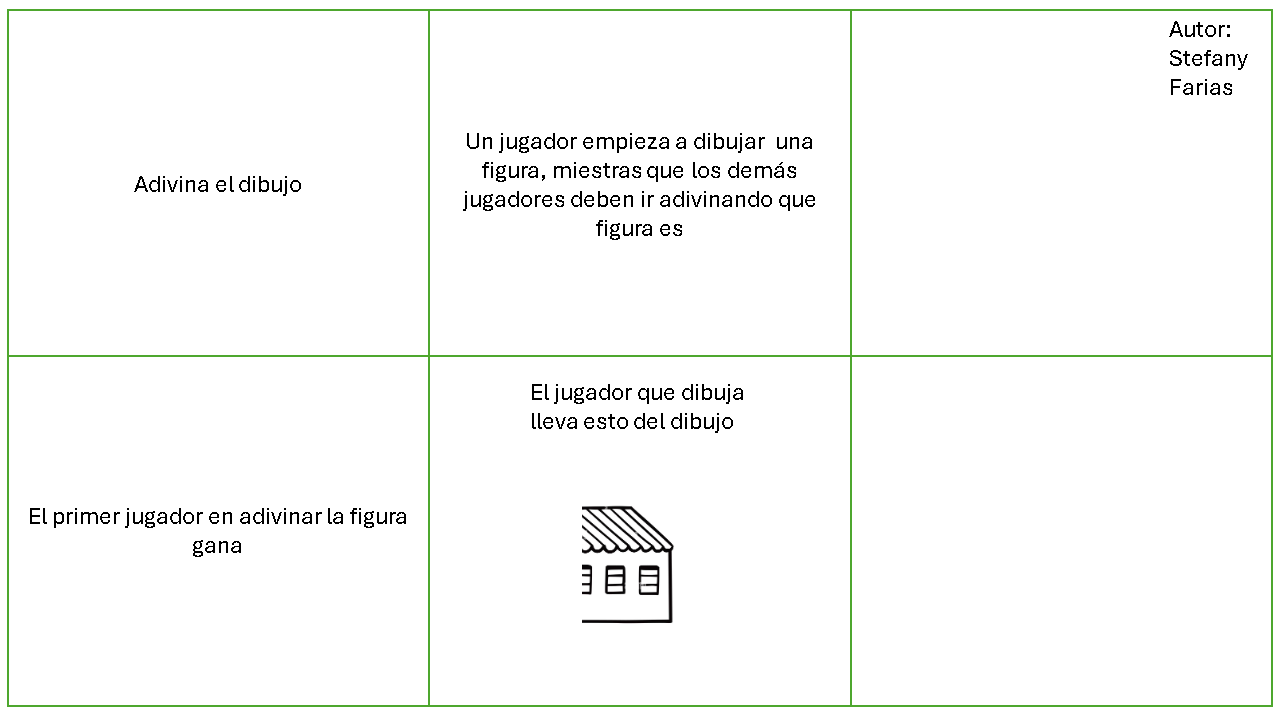 Adivina el dibujo
Un jugador empieza a dibujar una
figura, miestras que los demás
jugadores deben ir adivinando que
figura es
Autor:
Stefany
Farias
El primer jugador en adivinar la figura
gana
El jugador que dibuja
lleva esto del dibujo